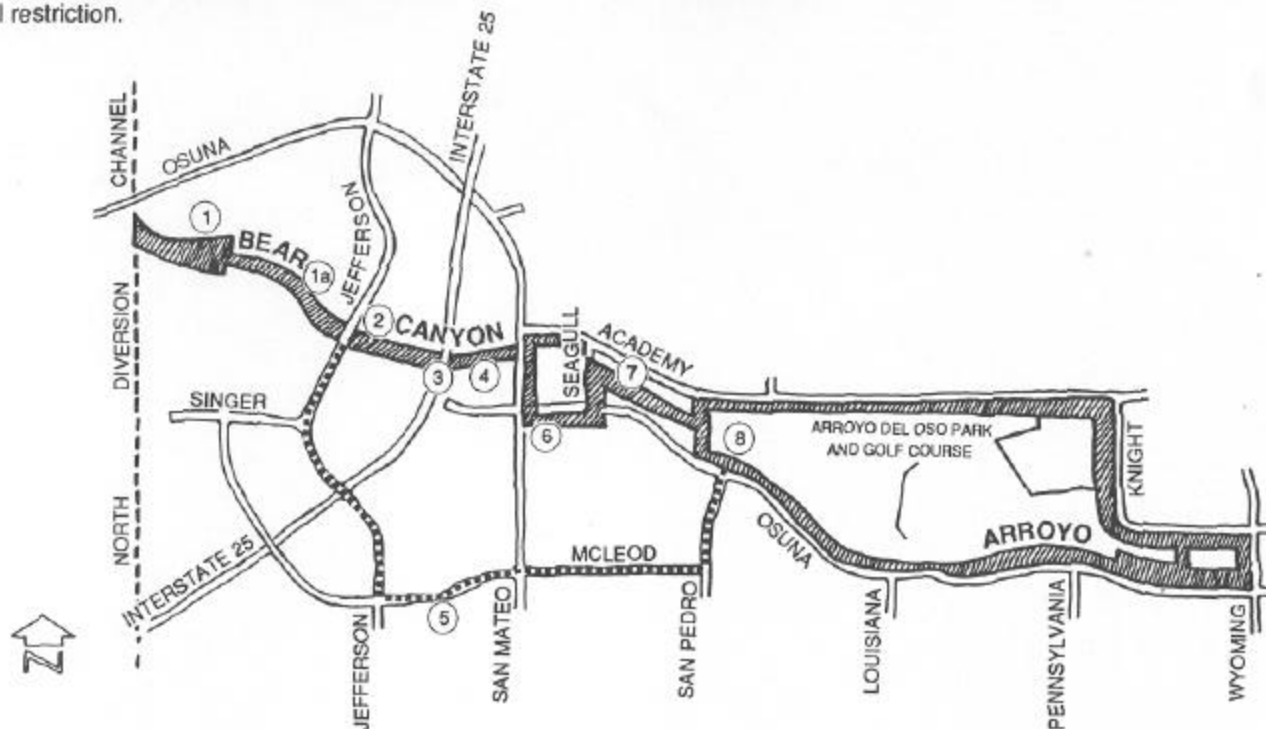 l restriction.
CHANNEL
OSUNA
INTERSTATE 25
1
BEAR
1a
JEFFERSON
2
CANYON
3
4
SEAGULL
ACADEMY
7
DIVERSION
SINGER
6
8
ARROYO DEL OSO PARK
AND GOLF COURSE
KNIGHT
NORTH
INTERSTATE 25
MCLEOD
OSUNA
ARROYO
5
N
JEFFERSON
SAN MATEO
SAN PEDRO
LOUISIANA
PENNSYLVANIA
WYOMING